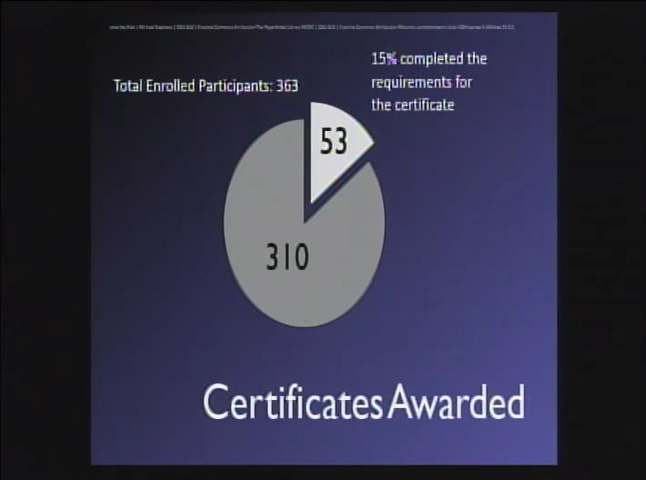 Total Enrolled Participants: 363
15% completed the
requirements for
the certificate
53
310
Certificates Awarded